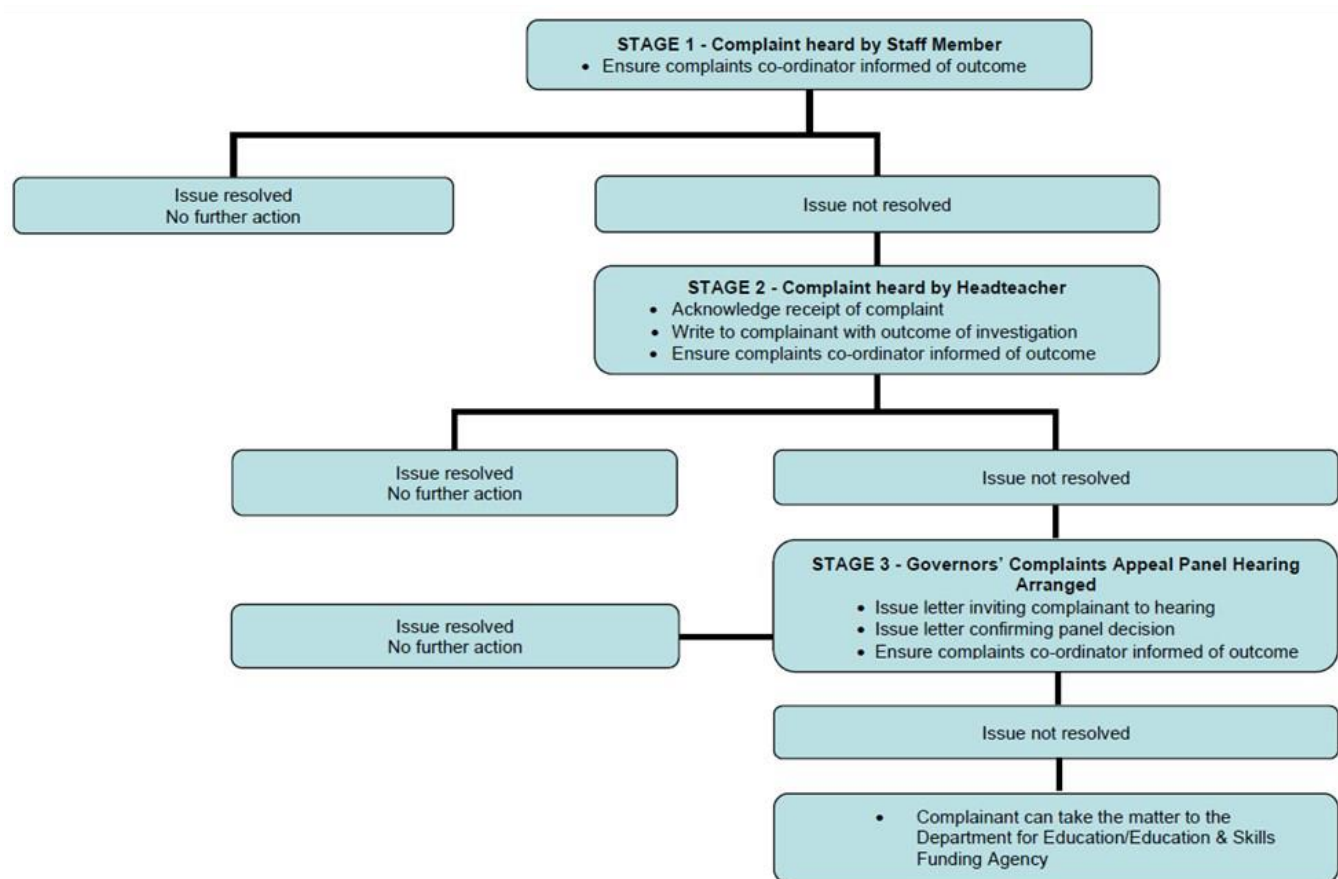 STAGE 1 - Complaint heard by Staff Member
• Ensure complaints co-ordinator informed of outcome
Issue resolved
No further action
Issue not resolved
STAGE 2 - Complaint heard by Headteacher
• Acknowledge receipt of complaint
• Write to complainant with outcome of investigation
• Ensure complaints co-ordinator informed of outcome
Issue resolved
No further action
Issue not resolved
STAGE 3 - Governors' Complaints Appeal Panel Hearing
Arranged
• Issue letter inviting complainant to hearing
• Issue letter confirming panel decision
• Ensure complaints co-ordinator informed of outcome
Issue resolved
No further action
Issue not resolved
• Complainant can take the matter to the
Department for Education/Education & Skills
Funding Agency